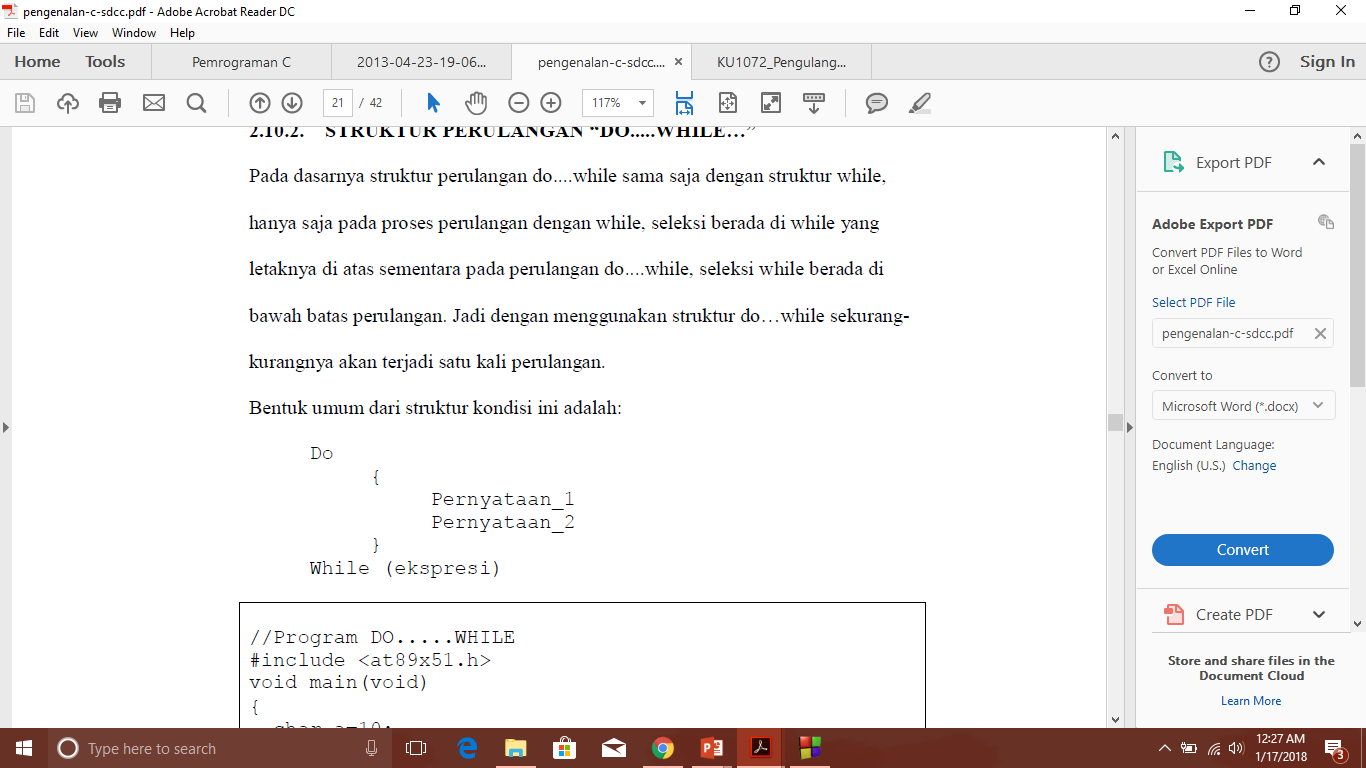 pengenalan-c-sdcc.pdf - Adobe Acrobat Reader DC
File Edit View Window Help
Home Tools Pemrograman C 2013-04-23-19-06... pengenalan-c-sdcc.... × KU1072_Pengulang... ? Sign In
21 / 42 117%
2.10.2. STRUKTUR PERULANGAN “DO.....WHILE…”
Pada dasarnya struktur perulangan do....while sama saja dengan struktur while,
hanya saja pada proses perulangan dengan while, seleksi berada di while yang
letaknya di atas sementara pada perulangan do....while, seleksi while berada di
bawah batas perulangan. Jadi dengan menggunakan struktur do…while sekurang-
kurangnya akan terjadi satu kali perulangan.
Bentuk umum dari struktur kondisi ini adalah:
Do
{
Pernyataan_1
Pernyataan_2
}
While (ekspresi)
//Program DO.....WHILE
#include <at89x51.h>
void main(void)
{
char a=10;
Export PDF
Adobe Export PDF
Convert PDF Files to Word
or Excel Online
Select PDF File
pengenalan-c-sdcc.pdf
Convert to
Microsoft Word (*.docx)
Document Language:
English (U.S.) Change
Convert
Create PDF
Store and share files in the
Document Cloud
Learn More
Type here to search
12:27 AM
1/17/2018
3